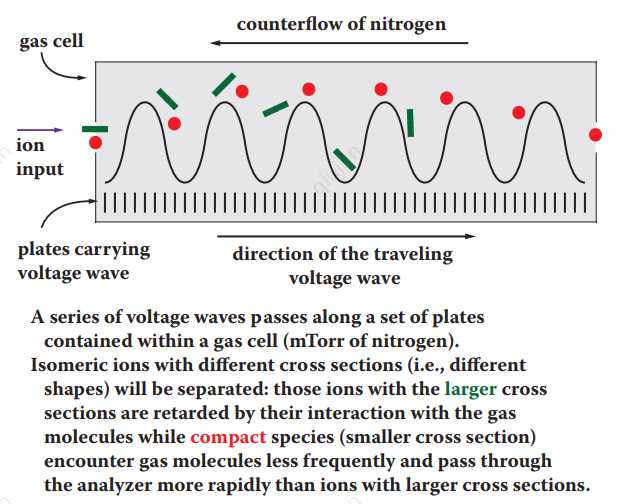 counterflow of nitrogen
gas cell
ion
input
plates carrying
voltage wave
direction of the traveling
voltage wave
A series of voltage waves passes along a set of plates
contained within a gas cell (mTorr of nitrogen).
Isomeric ions with different cross sections (i.e., different
shapes) will be separated: those ions with the larger cross
sections are retarded by their interaction with the gas
molecules while compact species (smaller cross section)
encounter gas molecules less frequently and pass through
the analyzer more rapidly than ions with larger cross sections.